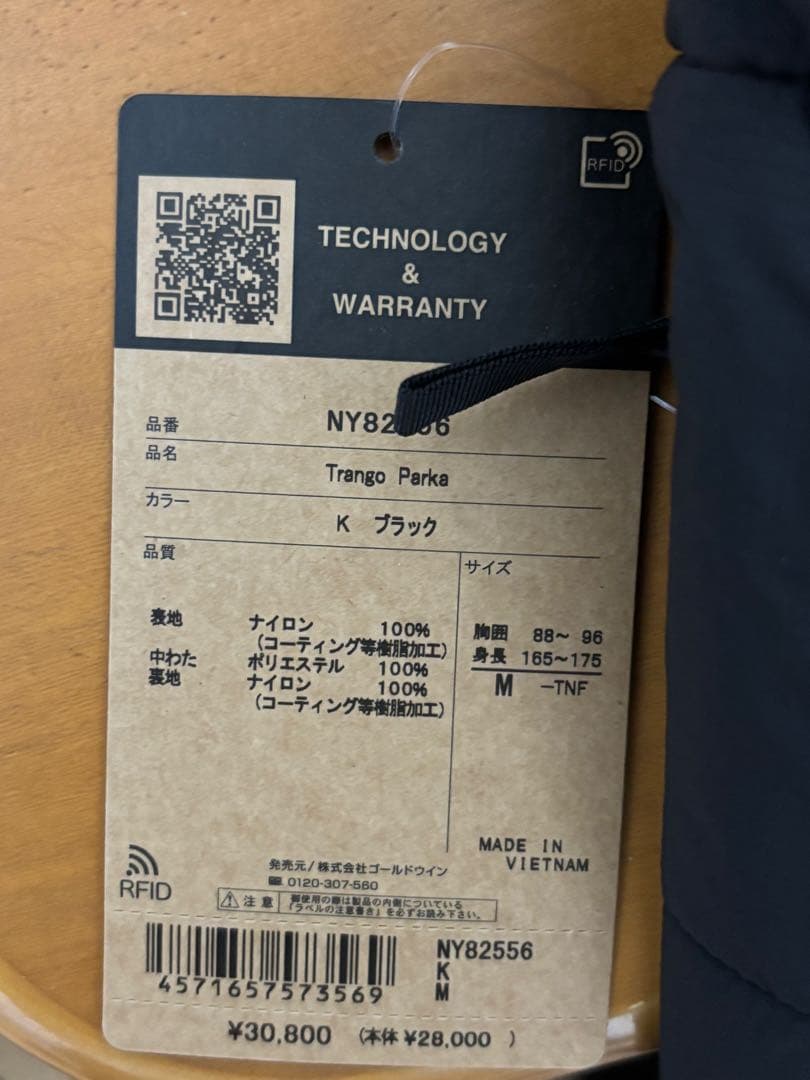 RFID
TECHNOLOGY
&
WARRANTY
品番 NY82 56
品名
Trango Parka
カラー
K ブラック
品質
サイズ
表地 ナイロン 100%
(コーティング等樹脂加工)
中わた ポリエステル 100%
裏地 ナイロン 100%
(コーティング等樹脂加工)
胸囲 88~ 96
身長 165~175
M -TNF
MADE IN
VIETNAM
RFID
発売元/株式会社ゴールドウイン
0120-307-560
注意 御使用の際は製品の内側についている
「ラベルの注意書き」を必ずお読み下さい。
NY82556
K
M
4571657573569
¥30,800 (本体 ¥28,000 )